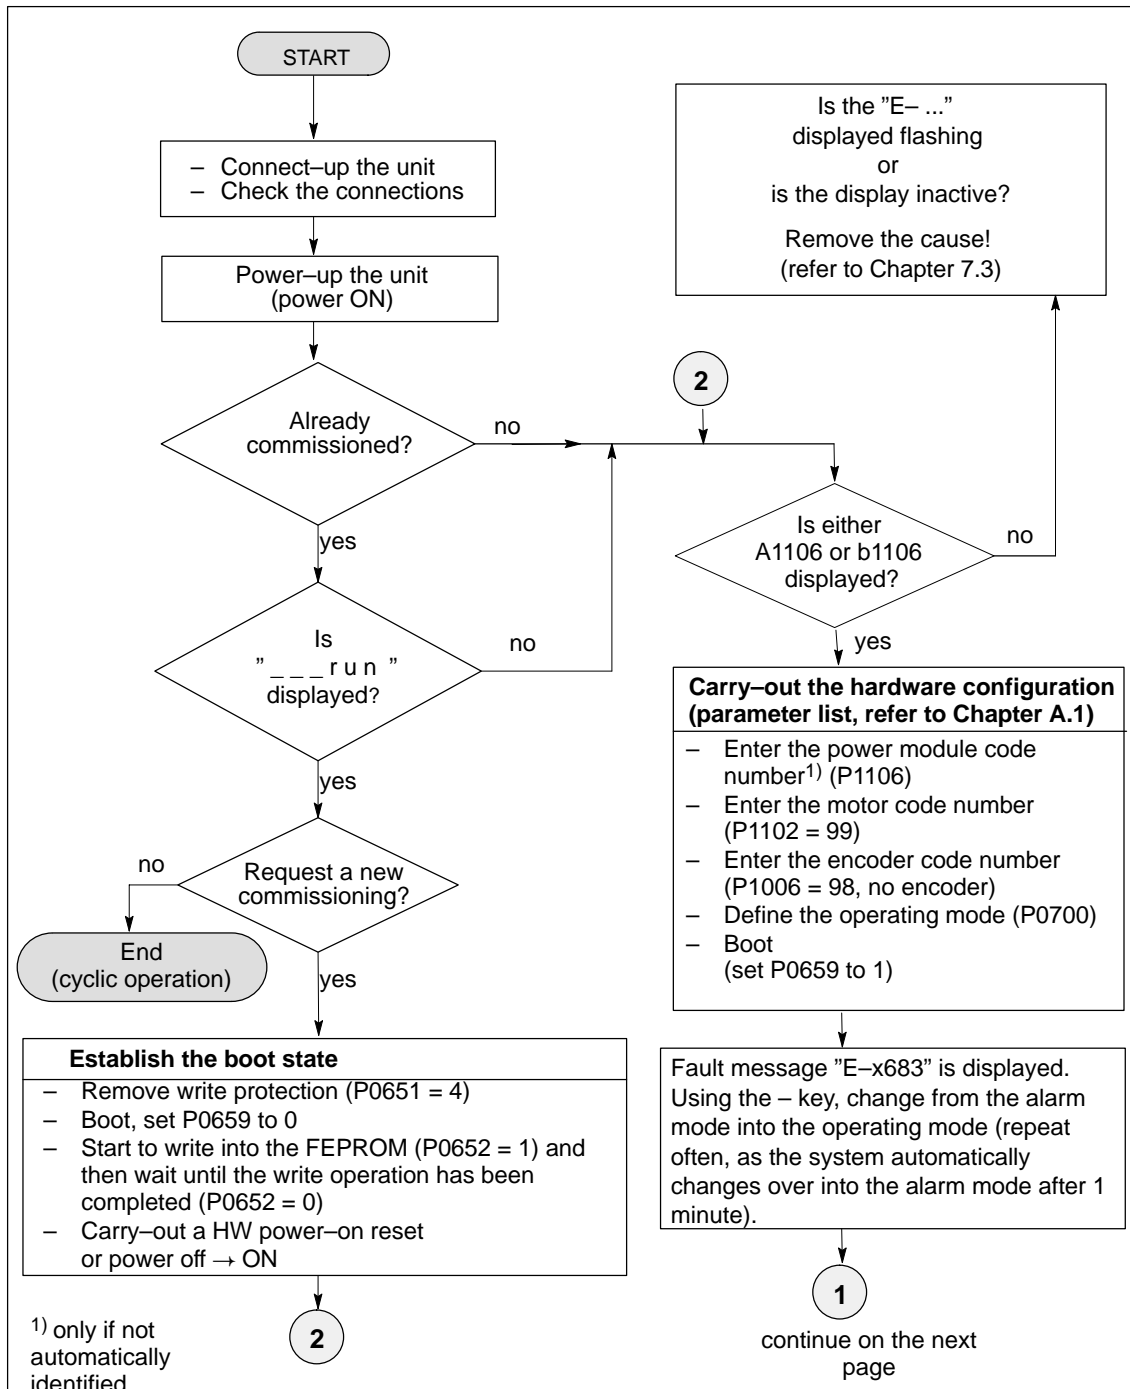 START
– Connect–up the unit
– Check the connections
Power–up the unit
(power ON)
Already
commissioned?
no
yes
Is
" _ _ _ r u n "
displayed?
no
yes
Request a new
commissioning?
no
End
(cyclic operation)
yes
Establish the boot state
– Remove write protection (P0651 = 4)
– Boot, set P0659 to 0
– Start to write into the FEPROM (P0652 = 1) and
then wait until the write operation has been
completed (P0652 = 0)
– Carry–out a HW power–on reset
or power off → ON
2
1) only if not
automatically
identified
Is the ”E– ...”
displayed flashing
or
is the display inactive?
Remove the cause!
(refer to Chapter 7.3)
2
Is either
A1106 or b1106
displayed?
no
yes
Carry–out the hardware configuration
(parameter list, refer to Chapter A.1)
– Enter the power module code
number1) (P1106)
– Enter the motor code number
(P1102 = 99)
– Enter the encoder code number
(P1006 = 98, no encoder)
– Define the operating mode (P0700)
– Boot
(set P0659 to 1)
Fault message ”E–x683” is displayed.
Using the – key, change from the alarm
mode into the operating mode (repeat
often, as the system automatically
changes over into the alarm mode after 1
minute).
1
continue on the next
page